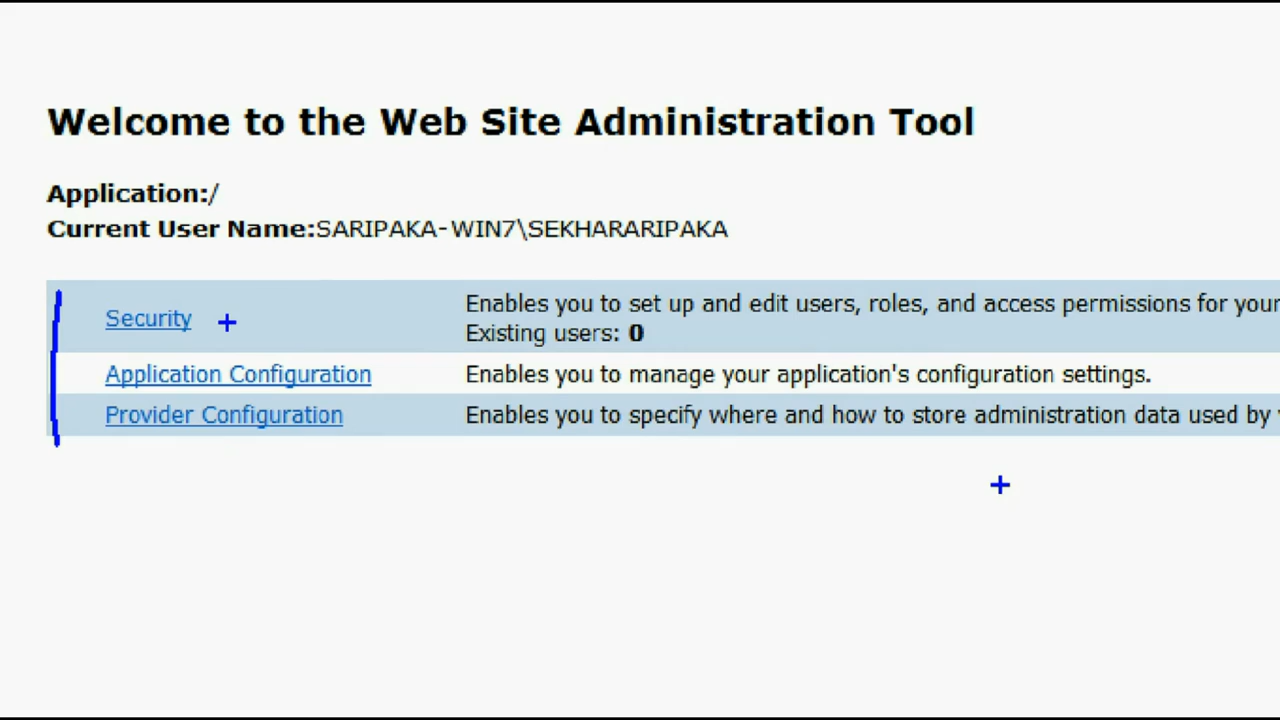 Welcome to the Web Site Administration Tool
Application:/
Current User Name:SARIPAKA-WIN7\SEKHARARIPAKA
Security
Enables you to set up and edit users, roles, and access permissions for your
Existing users: 0
Application Configuration
Enables you to manage your application's configuration settings.
Provider Configuration
Enables you to specify where and how to store administration data used by